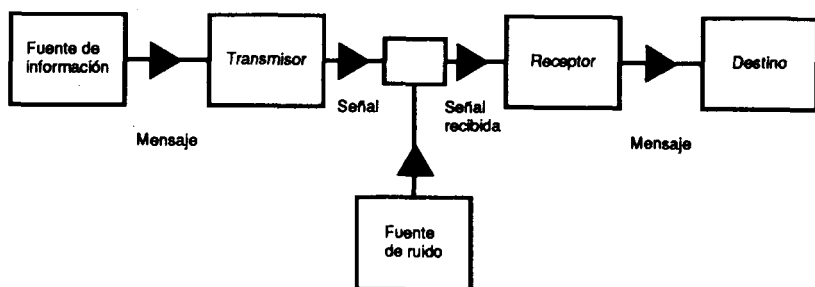 Fuente de
información
Transmisor
Receptor
Destino
Señal
Señal
recibida
Mensaje
Mensaje
Fuente
de ruido